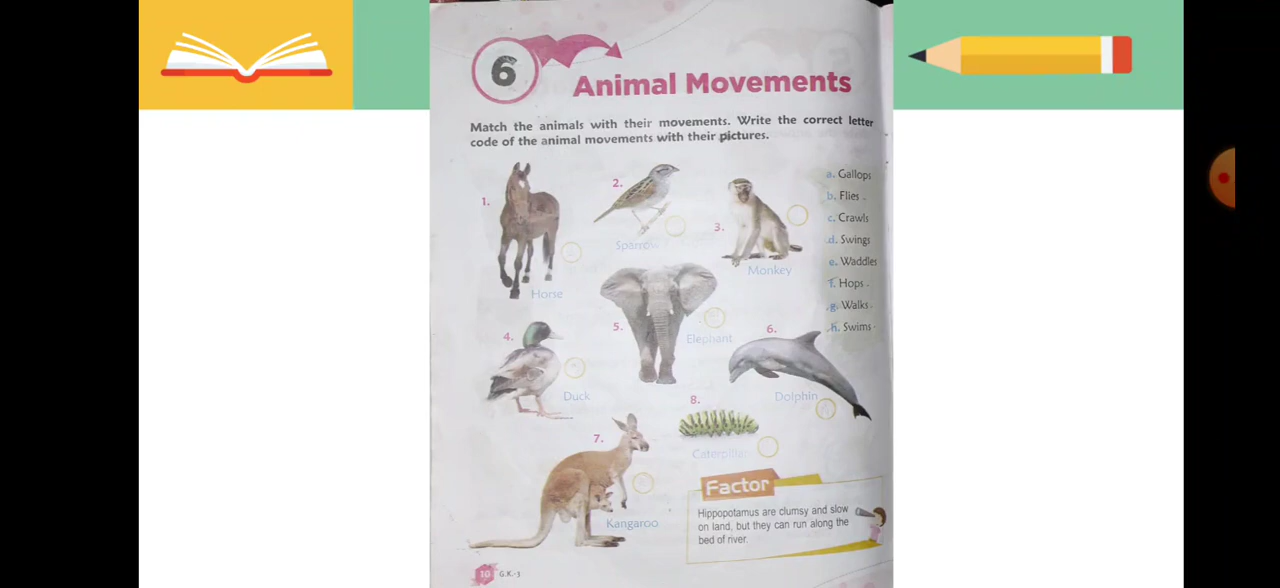 6
Animal Movements
Match the animals with their movements. Write the correct letter
code of the animal movements with their pictures.
1.
Horse
2.
Sparrow
3.
Monkey
a. Gallops
b. Flies
c. Crawls
d. Swings
e. Waddles
f. Hops
g. Walks
h. Swims
4.
Duck
5.
Elephant
6.
Dolphin
7.
Kangaroo
8.
Caterpillar
Factor
Hippopotamus are clumsy and slow
on land, but they can run along the
bed of river.
10 G.K.-3